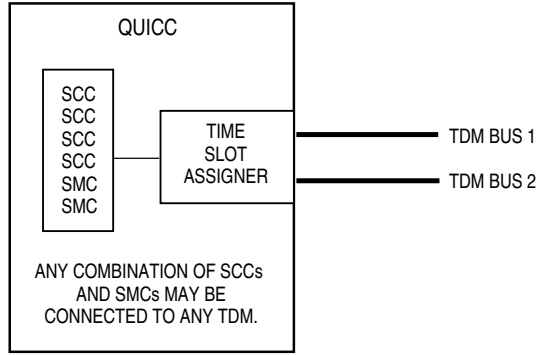 QUICC
SCC
SCC
SCC
SCC
SMC
SMC
TIME
SLOT
ASSIGNER
TDM BUS 1
TDM BUS 2
ANY COMBINATION OF SCCs
AND SMCs MAY BE
CONNECTED TO ANY TDM.